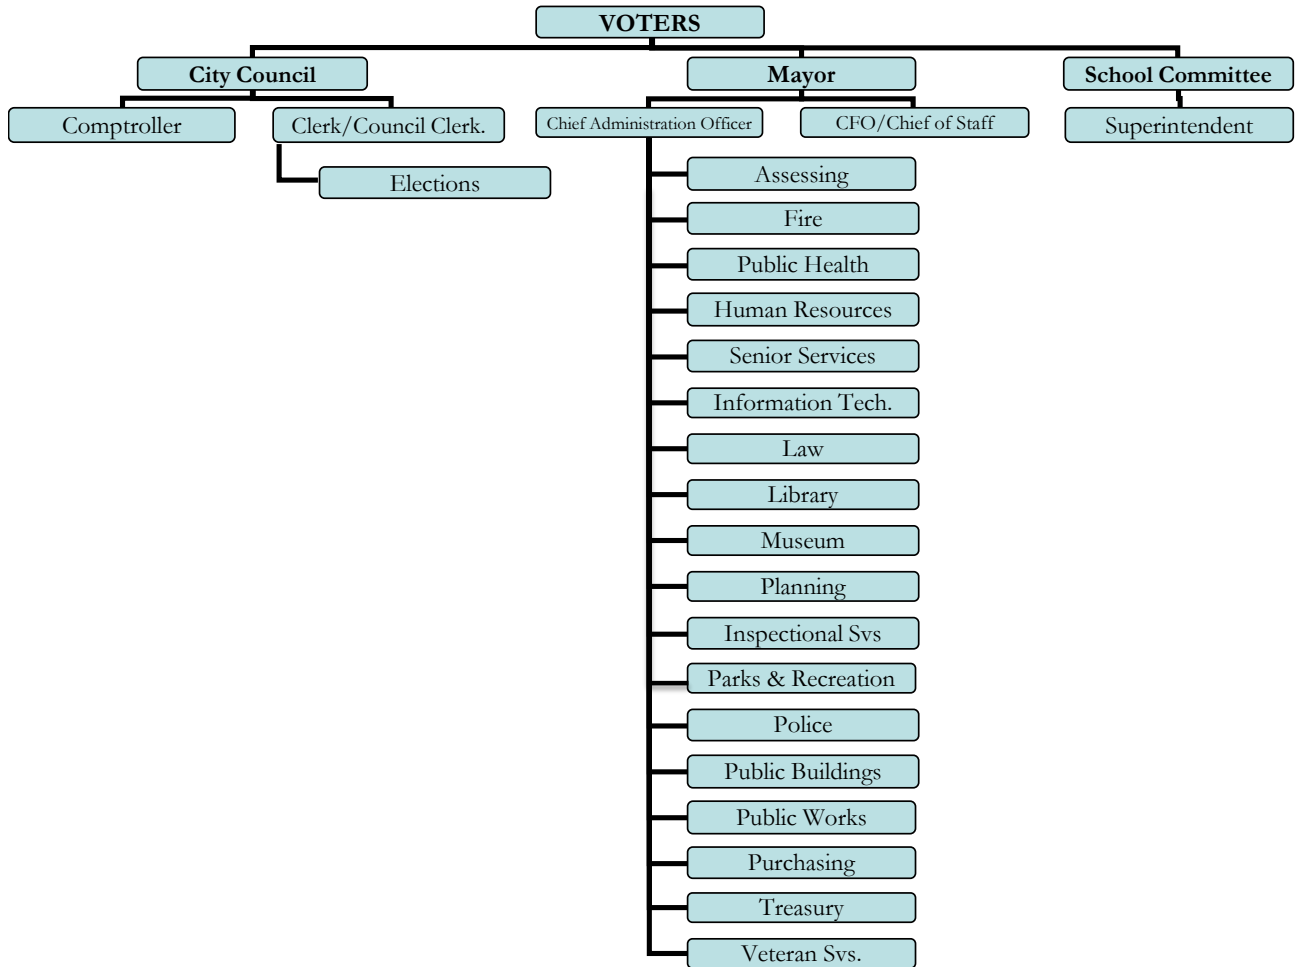 VOTERS
City Council
Mayor
School Committee
Comptroller
Clerk/Council Clerk.
Chief Administration Officer
CFO/Chief of Staff
Superintendent
Elections
Assessing
Fire
Public Health
Human Resources
Senior Services
Information Tech.
Law
Library
Museum
Planning
Inspectional Svs
Parks & Recreation
Police
Public Buildings
Public Works
Purchasing
Treasury
Veteran Svs.